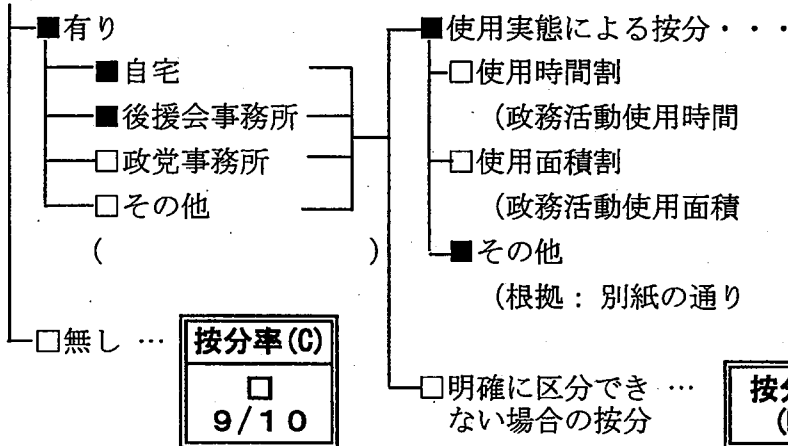 ■有り
■自宅
■後援会事務所
□政党事務所
□その他
( )
□無し …
按分率(C)
□
9/10
■使用実態による按分・・・
□使用時間割
(政務活動使用時間
□使用面積割
(政務活動使用面積
■その他
(根拠: 別紙の通り
□明確に区分でき …
ない場合の按分